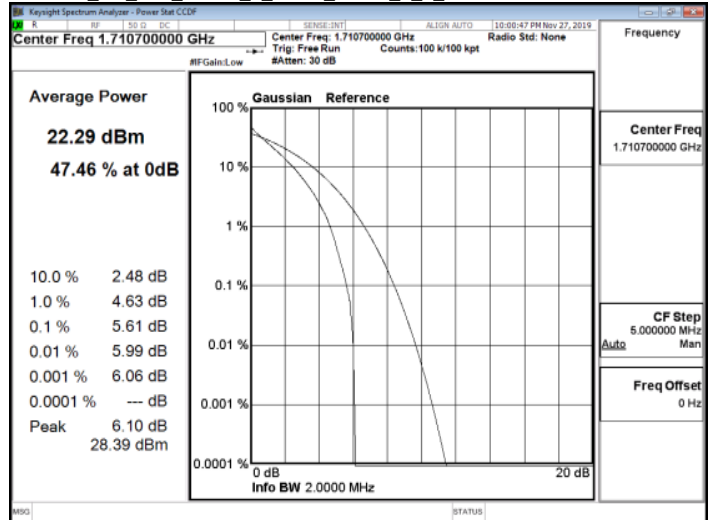 Keysight Spectrum Analyzer - Power Stat CCDF
R RF 50 Ω DC SENSE:INT ALIGN AUTO 10:00:47 PM Nov 27, 2019
Center Freq 1.710700000 GHz
Center Freq: 1.710700000 GHz
Radio Std: None
Trig: Free Run Counts:100 k/100 kpt
#IFGain:Low
#Atten: 30 dB
Frequency
Average Power
22.29 dBm
47.46 % at 0dB
10.0 % 2.48 dB
1.0 % 4.63 dB
0.1 % 5.61 dB
0.01 % 5.99 dB
0.001 % 6.06 dB
0.0001 % --- dB
Peak 6.10 dB
28.39 dBm
Gaussian Reference
100 %
10 %
1 %
0.1 %
0.01 %
0.001 %
0.0001 %
0 dB
20 dB
Info BW 2.0000 MHz
Center Freq
1.710700000 GHz
CF Step
5.000000 MHz
Auto Man
Freq Offset
0 Hz
MSG
STATUS